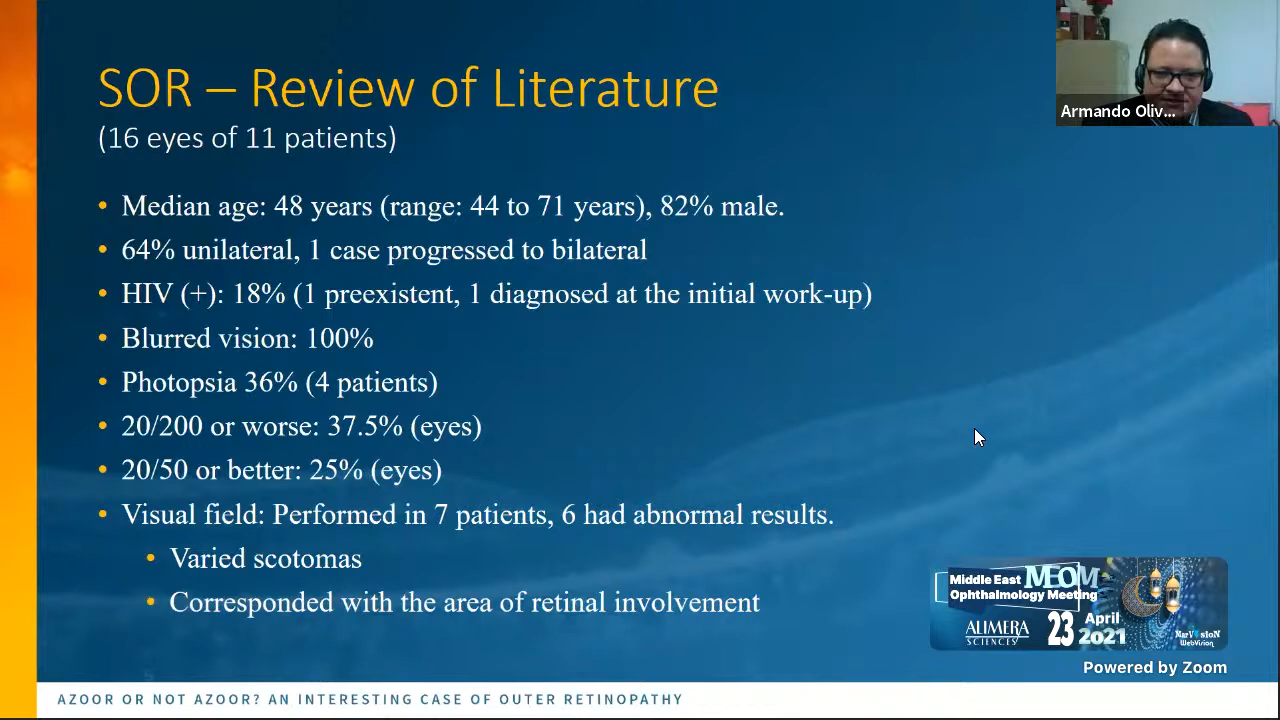 SOR – Review of Literature
(16 eyes of 11 patients)
Armando Oliv...
• Median age: 48 years (range: 44 to 71 years), 82% male.
• 64% unilateral, 1 case progressed to bilateral
• HIV (+): 18% (1 preexistent, 1 diagnosed at the initial work-up)
• Blurred vision: 100%
• Photopsia 36% (4 patients)
• 20/200 or worse: 37.5% (eyes)
• 20/50 or better: 25% (eyes)
• Visual field: Performed in 7 patients, 6 had abnormal results.
• Varied scotomas
• Corresponded with the area of retinal involvement
Middle East MEOM
Ophthalmology Meeting
ALIMERA
SCIENCES
23 April
2021
MarVision
WebVision
Powered by Zoom
AZOOR OR NOT AZOOR? AN INTERESTING CASE OF OUTER RETINOPATHY